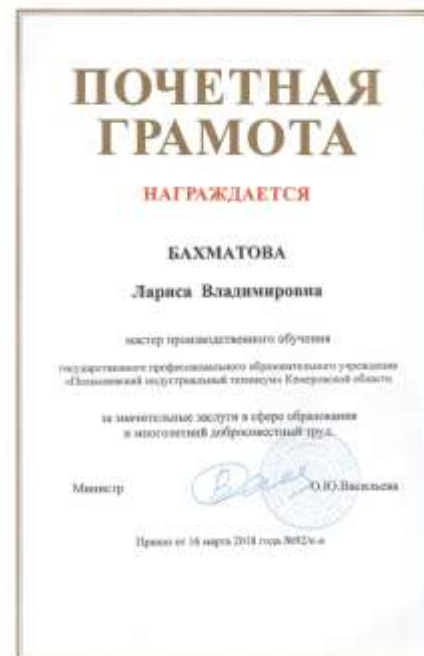 ПОЧЕТНАЯ
ГРАМОТА
НАГРАЖДАЕТСЯ
БАХМАТОВА
Лариса Владимировна
мастер производственного обучения
государственного профессионального образовательного учреждения
индустриальный техникум» Кемеровской области
за значительные заслуги в сфере образования
и многолетний добросовестный труд.
Министр О.Ю.Васильева
Приказ от 16 марта 2018 года